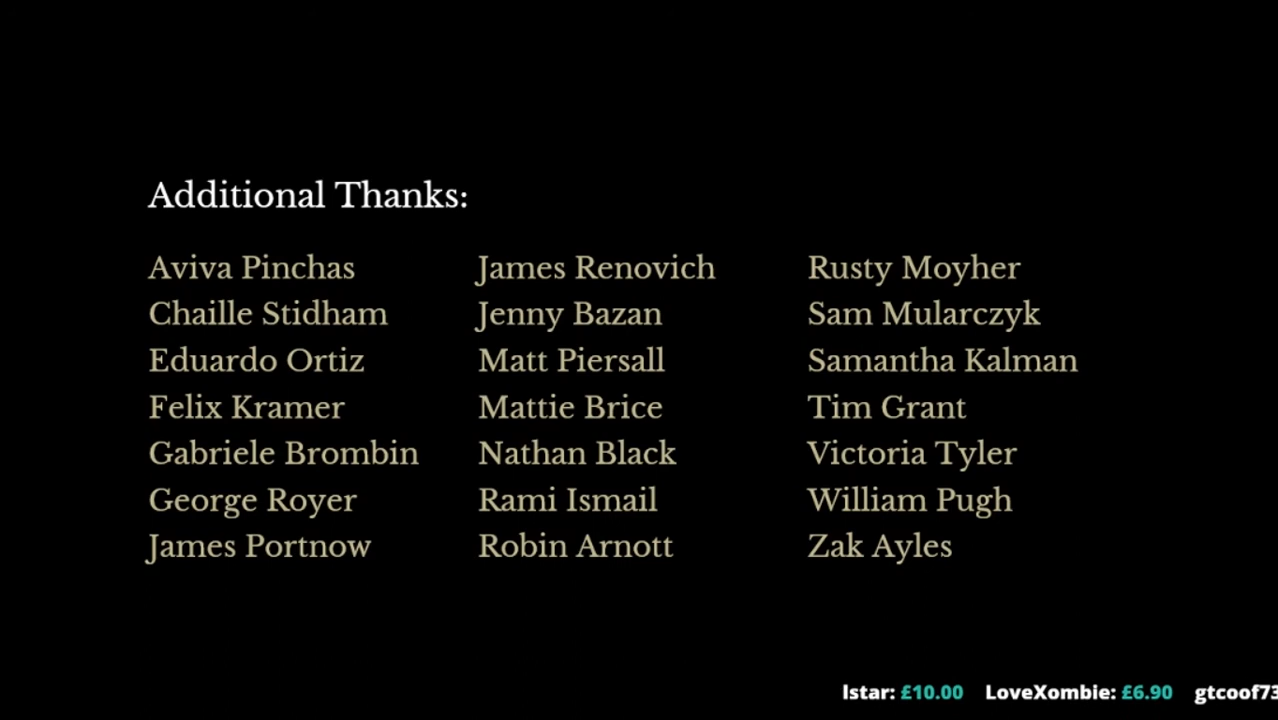 Additional Thanks:
Aviva Pinchas
Chaille Stidham
Eduardo Ortiz
Felix Kramer
Gabriele Brombin
George Royer
James Portnow
James Renovich
Jenny Bazan
Matt Piersall
Mattie Brice
Nathan Black
Rami Ismail
Robin Arnott
Rusty Moyher
Sam Mularczyk
Samantha Kalman
Tim Grant
Victoria Tyler
William Pugh
Zak Ayles
lstar: £10.00 LoveXombie: £6.90 gtcoof73